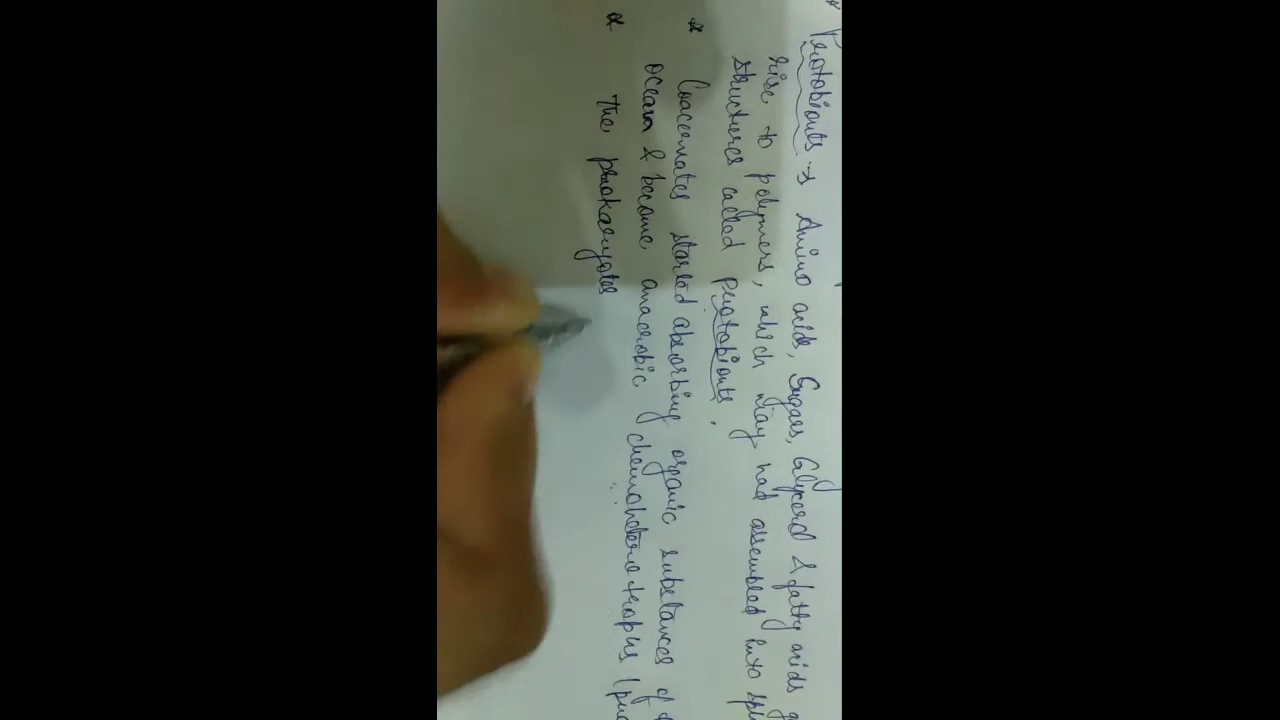 * Protobionts → Amino acids, Sugars, Glycerol & fatty acids
rise to polymers, which may had assembled into
structures called protobionts.
* Coacervates started absorbing organic substances of
ocean & become anaerobic chemoheterotrophs
* The prokaryotes